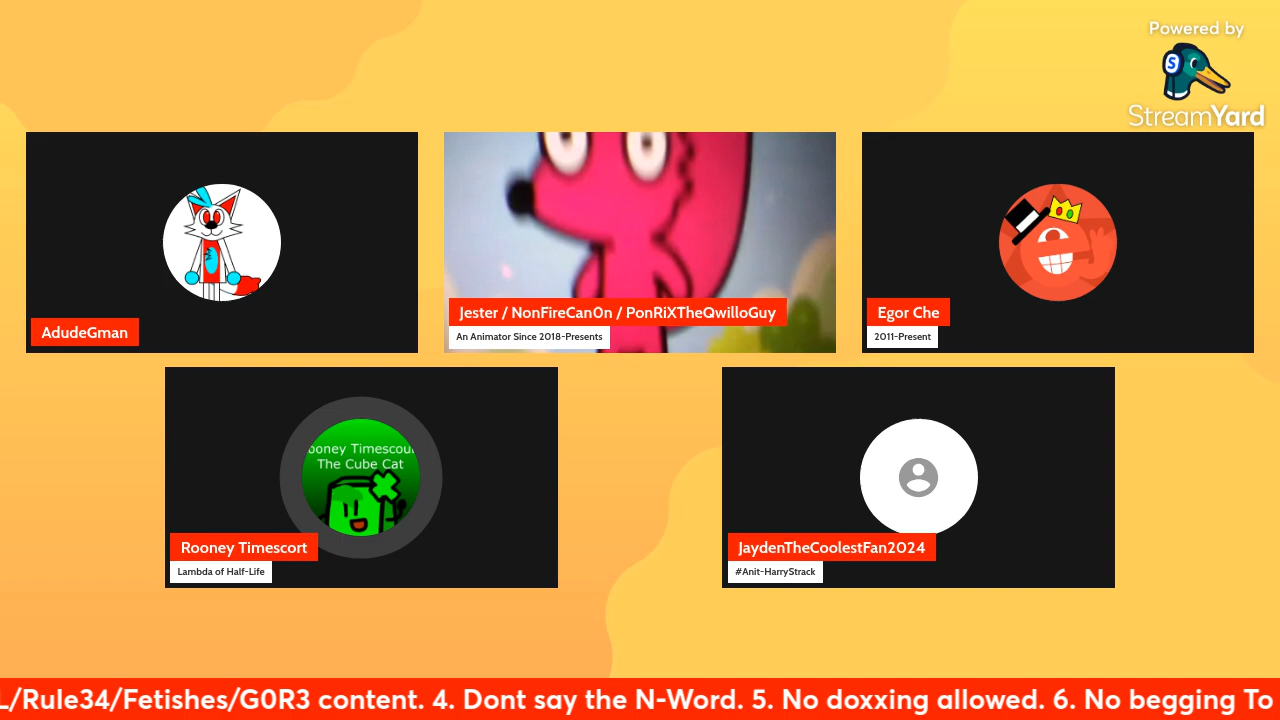 Powered by
StreamYard
AdudeGman
Jester / NonFireCan0n / PonRiXTheQwilloGuy
An Animator Since 2018-Presents
Egor Che
2011-Present
ooney Timescou
The Cube Cat
Rooney Timescort
Lambda of Half-Life
JaydenTheCoolestFan2024
#Anit-HarryStrack
L/Rule34/Fetishes/G0R3 content. 4. Dont say the N-Word. 5. No doxxing allowed. 6. No begging To